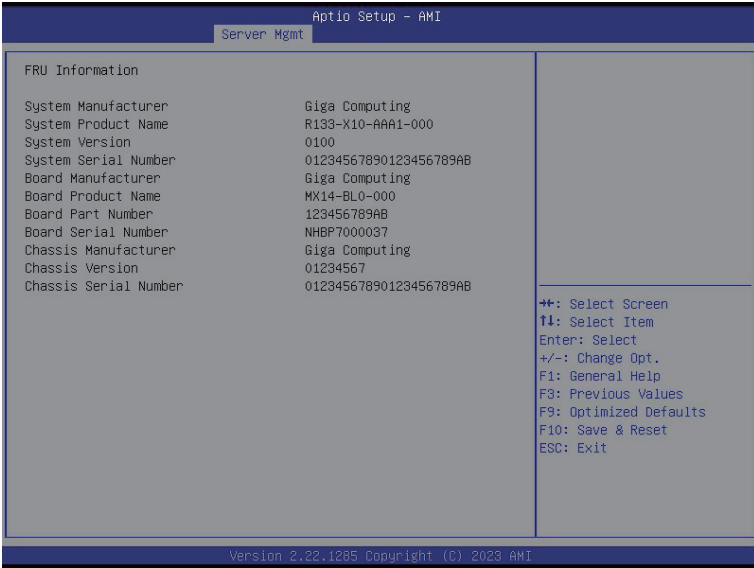 Aptio Setup – AMI
Server Mgmt
FRU Information
System Manufacturer Giga Computing
System Product Name R133-X10-AAA1-000
System Version 0100
System Serial Number 01234567890123456789AB
Board Manufacturer Giga Computing
Board Product Name MX14-BL0-000
Board Part Number 123456789AB
Board Serial Number NHBP7000037
Chassis Manufacturer Giga Computing
Chassis Version 01234567
Chassis Serial Number 01234567890123456789AB
→←: Select Screen
↑↓: Select Item
Enter: Select
+/-: Change Opt.
F1: General Help
F3: Previous Values
F9: Optimized Defaults
F10: Save & Reset
ESC: Exit
Version 2.22.1285 Copyright (C) 2023 AMI